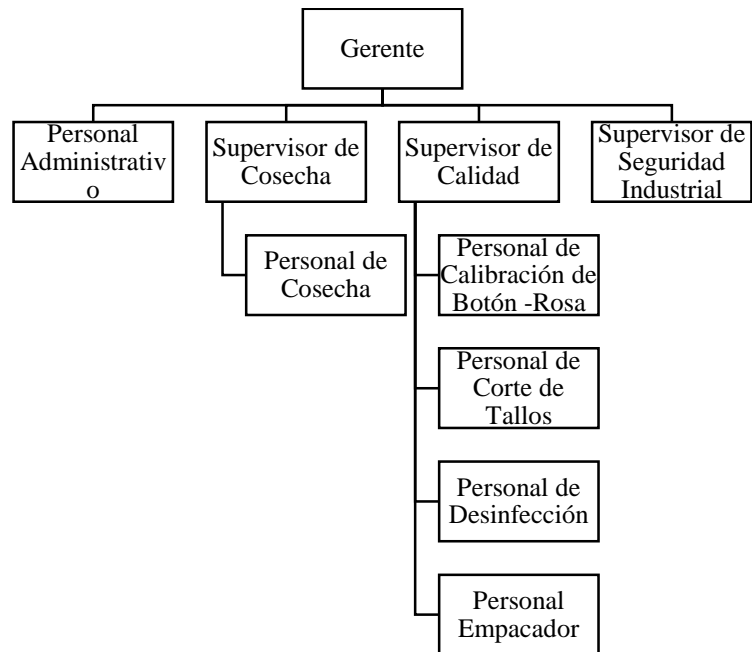 Gerente
Personal
Administrativ
o
Supervisor de
Cosecha
Supervisor de
Calidad
Supervisor de
Seguridad
Industrial
Personal de
Cosecha
Personal de
Calibración de
Botón -Rosa
Personal de
Corte de
Tallos
Personal de
Desinfección
Personal
Empacador